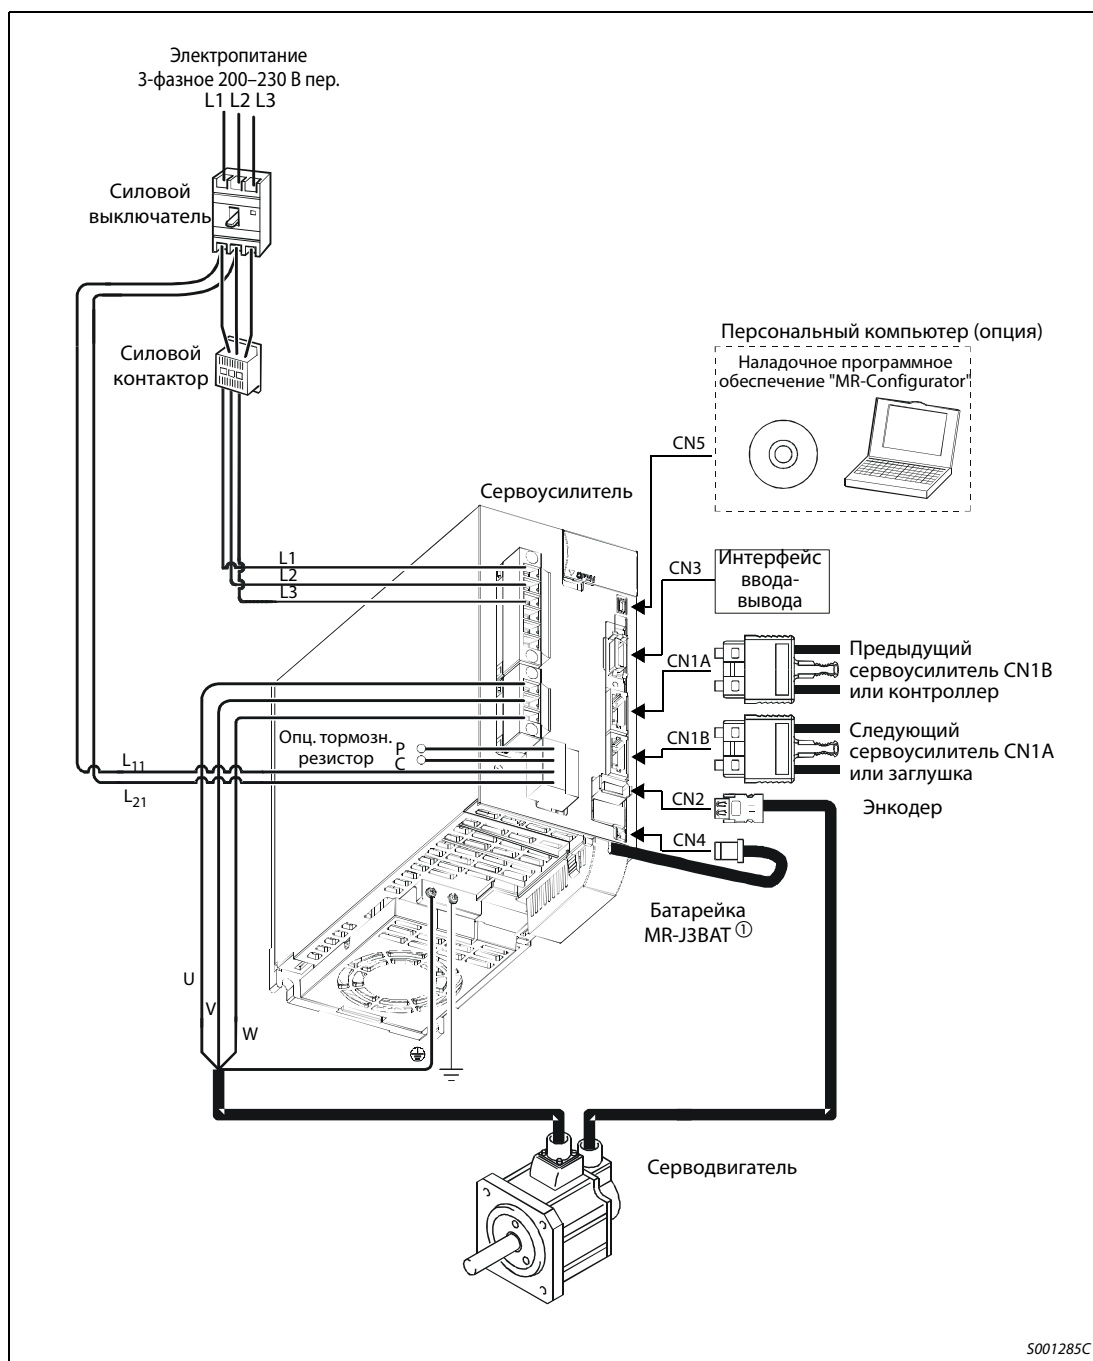 Электропитание
3-фазное 200–230 В пер.
L1 L2 L3
Силовой
выключатель
Силовой
контактор
Персональный компьютер (опция)
Наладочное программное
обеспечение "MR-Configurator"
CN5
Сервоусилитель
L1
L2
L3
CN3
Интерфейс
ввода-
вывода
CN1A
Предыдущий
сервоусилитель CN1B
или контроллер
CN1B
Следующий
сервоусилитель CN1A
или заглушка
Опц. тормозн.
резистор
P
C
L11
L21
CN2
Энкодер
CN4
Батарейка
MR-J3BAT ①
U
V
W
Серводвигатель
S001285C